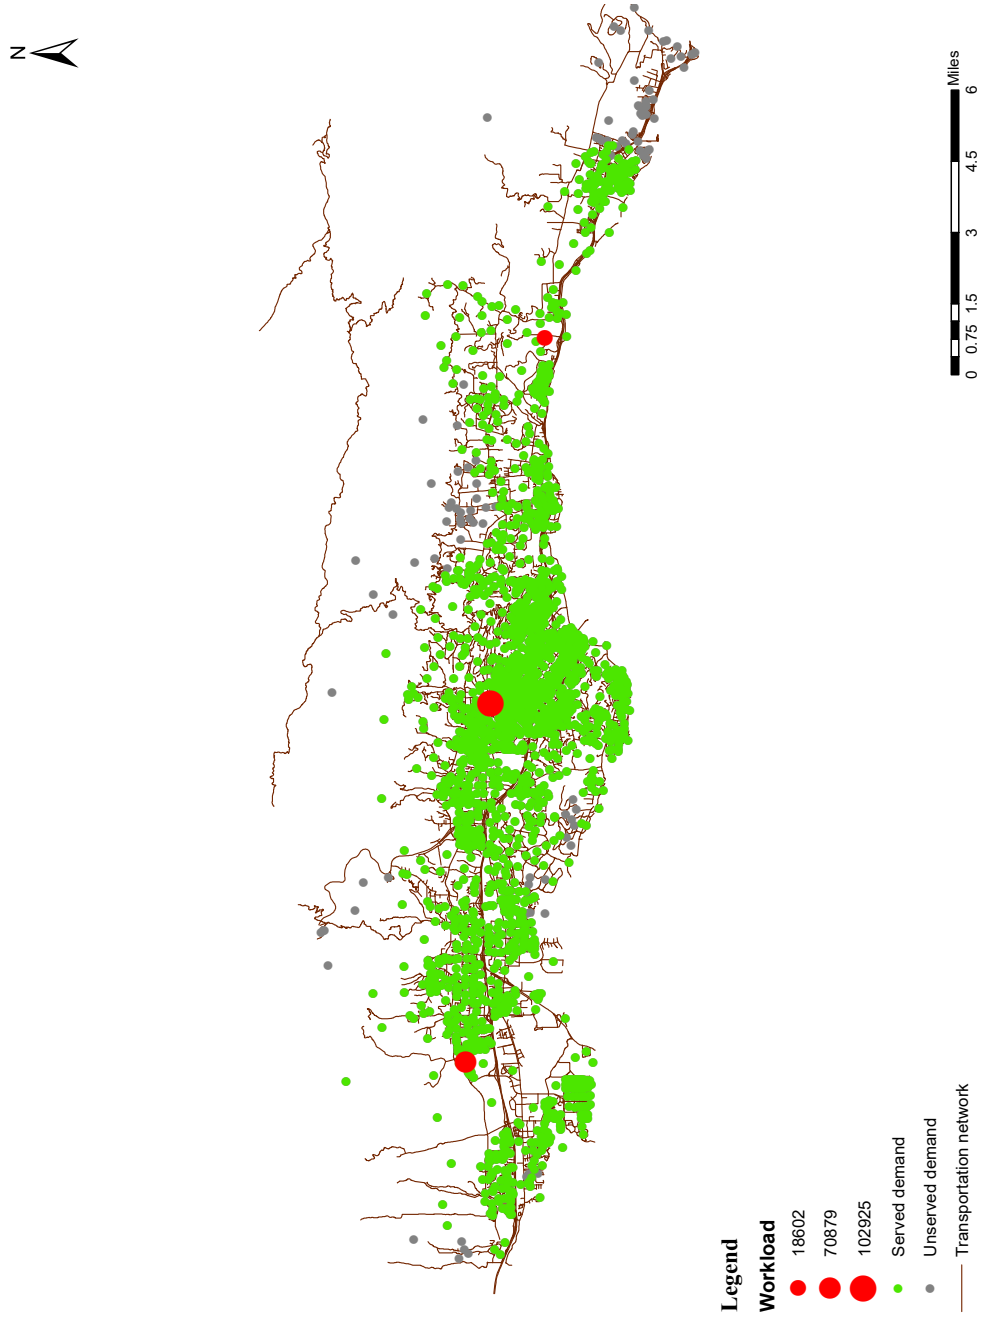 N
Legend
Workload
18602
70879
102925
Served demand
Unserved demand
Transportation network
0 0.75 1.5 3 4.5 6
Miles